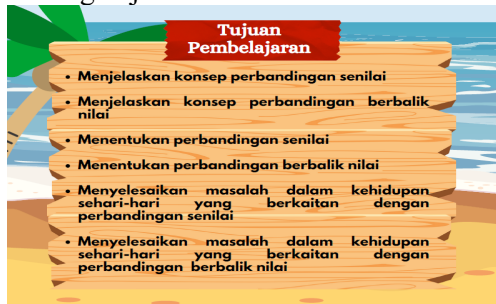 Tujuan
Pembelajaran
• Menjelaskan konsep perbandingan senilai
• Menjelaskan konsep perbandingan berbalik
nilai
• Menentukan perbandingan senilai
• Menentukan perbandingan berbalik nilai
• Menyelesaikan masalah dalam kehidupan
sehari-hari yang berkaitan dengan
perbandingan senilai
• Menyelesaikan masalah dalam kehidupan
sehari-hari yang berkaitan dengan
perbandingan berbalik nilai